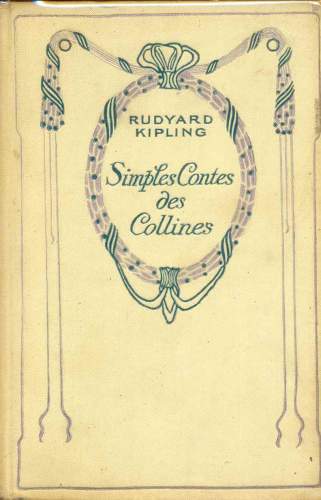 RUDYARD
KIPLING
Simples Contes
des
Collines